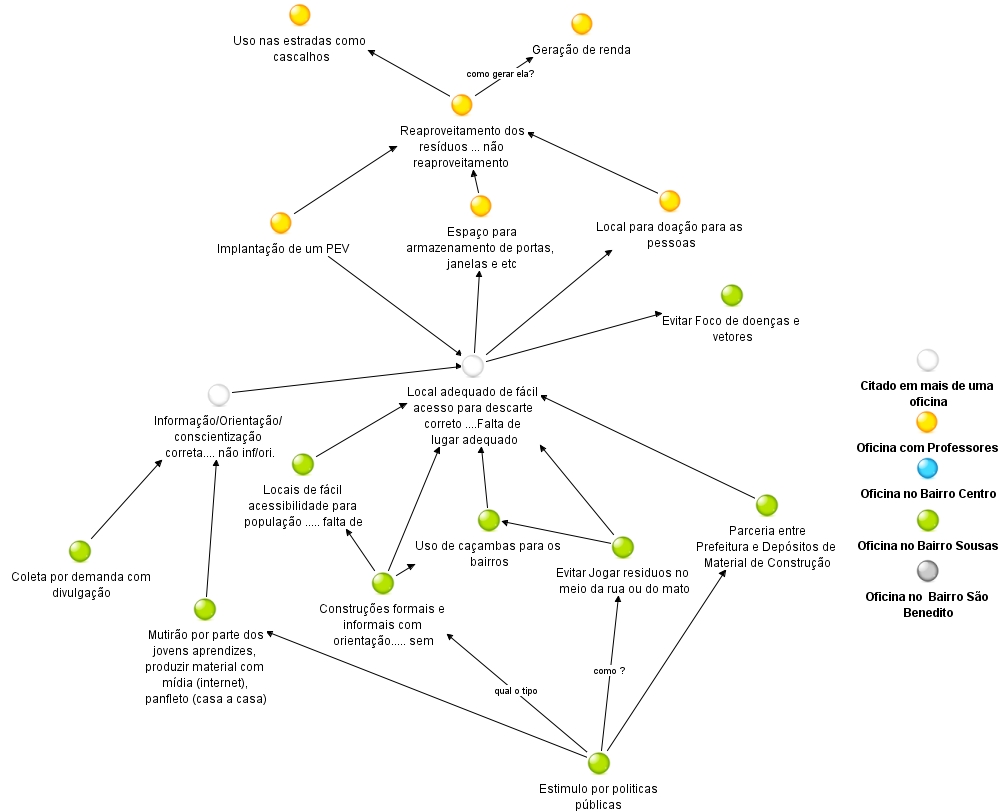 Uso nas estradas como
cascalhos
Geração de renda
como gerar ela?
Reaproveitamento dos
resíduos ... não
reaproveitamento
Implantação de um PEV
Espaço para
armazenamento de portas,
janelas e etc
Local para doação para as
pessoas
Evitar Foco de doenças e
vetores
Local adequado de fácil
acesso para descarte
correto ....Falta de
lugar adequado
Informação/Orientação/
conscientização
correta.... não inf/ori.
Locais de fácil
acessibilidade para
população ..... falta de
Uso de caçambas para os
bairros
Parceria entre
Prefeitura e Depósitos de
Material de Construção
Coleta por demanda com
divulgação
Evitar Jogar residuos no
meio da rua ou do mato
Construções formais e
informais com
orientação..... sem
Mutirão por parte dos
jovens aprendizes,
produzir material com
mídia (internet),
panfleto (casa a casa)
como ?
qual o tipo
Estimulo por politicas
públicas
Citado em mais de uma
oficina
Oficina com Professores
Oficina no Bairro Centro
Oficina no Bairro Sousas
Oficina no Bairro São
Benedito